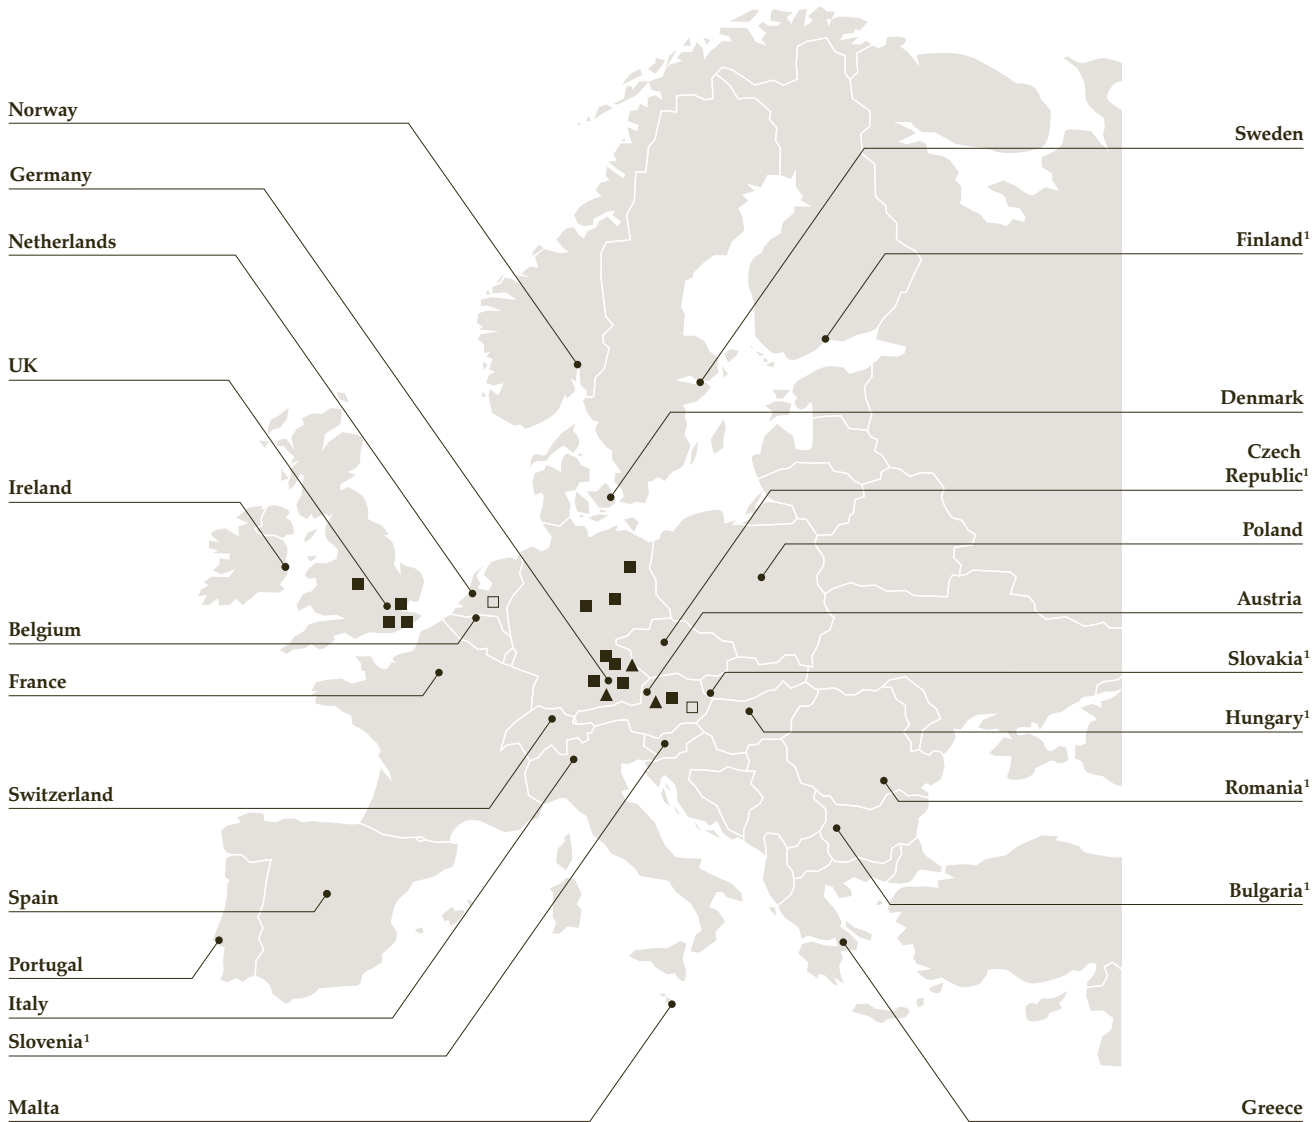 Norway
Germany
Netherlands
UK
Ireland
Belgium
France
Switzerland
Spain
Portugal
Italy
Slovenia¹
Malta
Sweden
Finland¹
Denmark
Czech
Republic¹
Poland
Austria
Slovakia¹
Hungary¹
Romania¹
Bulgaria¹
Greece